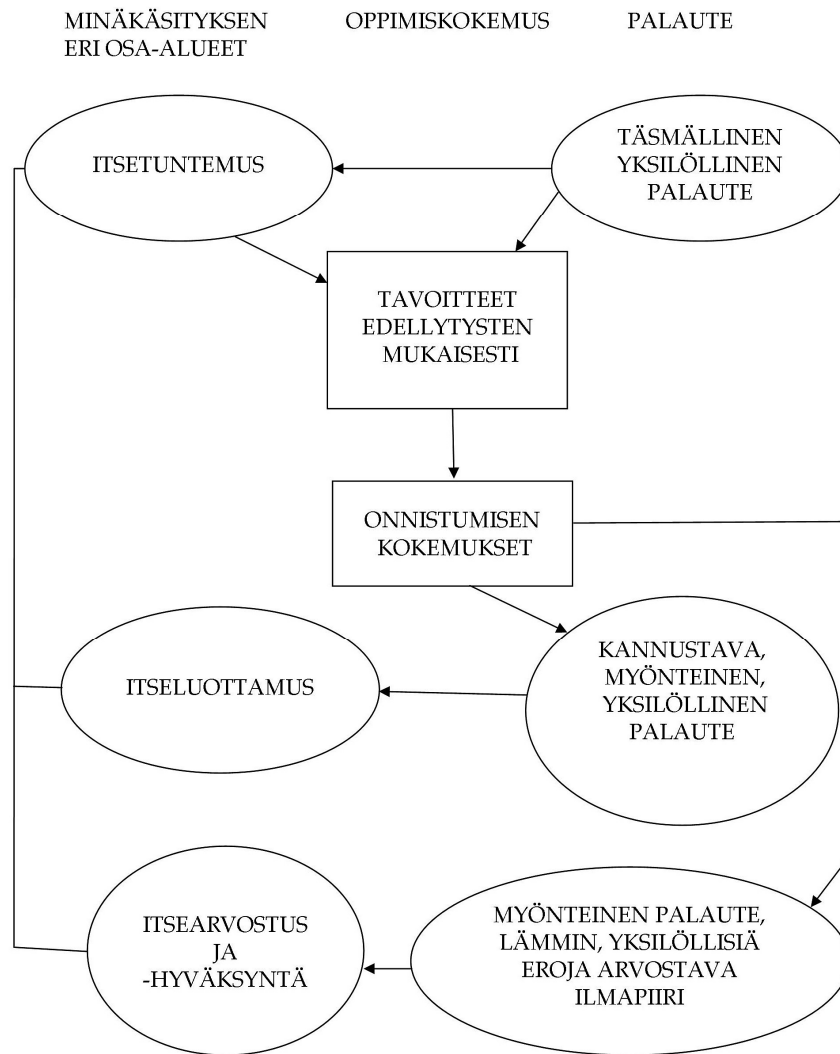 MINÄKÄSITYKSEN
ERI OSA-ALUEET
OPPIMISKOKEMUS
PALAUTE
ITSETUNTEMUS
TÄSMÄLLINEN
YKSILÖLLINEN
PALAUTE
TAVOITTEET
EDELLYTYSTEN
MUKAISESTI
ONNISTUMISEN
KOKEMUKSET
ITSELUOTTAMUS
KANNUSTAVA,
MYÖNTEINEN,
YKSILÖLLINEN
PALAUTE
ITSEARVOSTUS
JA
-HYVÄKSYNTÄ
MYÖNTEINEN PALAUTE,
LÄMMIN, YKSILÖLLISIÄ
EROJA ARVOSTAVA
ILMAPIIRI